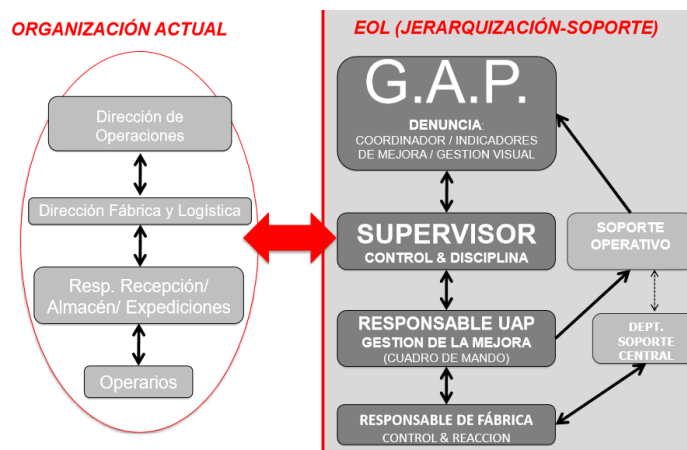 ORGANIZACIÓN ACTUAL
Dirección de
Operaciones
Dirección Fábrica y Logística
Resp. Recepción/
Almacén/ Expediciones
Operarios
EOL (JERARQUIZACIÓN-SOPORTE)
G.A.P.
DENUNCIA:
COORDINADOR / INDICADORES
DE MEJORA / GESTION VISUAL
SUPERVISOR
CONTROL & DISCIPLINA
SOPORTE
OPERATIVO
RESPONSABLE UAP
GESTION DE LA MEJORA
(CUADRO DE MANDO)
DEPT.
SOPORTE
CENTRAL
RESPONSABLE DE FÁBRICA
CONTROL & REACCION